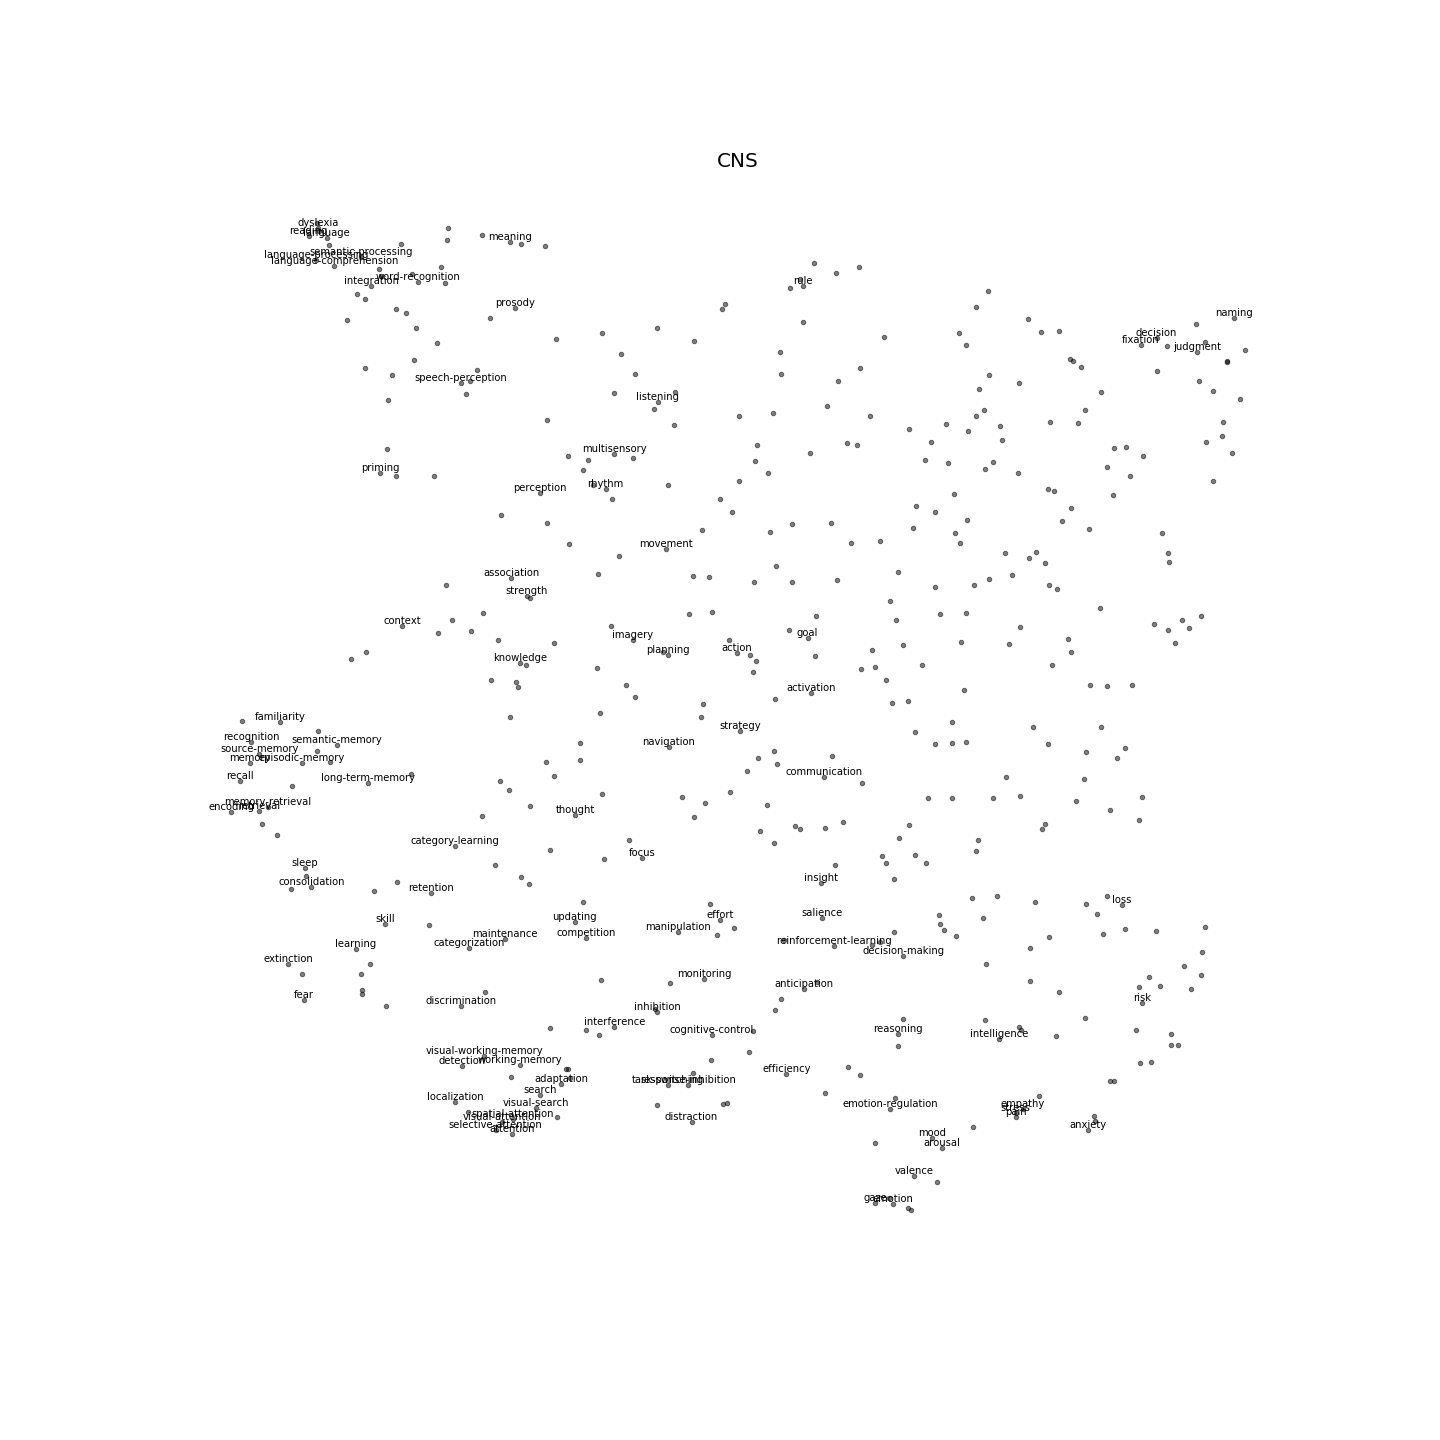 CNS
dyslexia
reading
language
meaning
semantic-processing
language-processing
language-comprehension
word-recognition
integration
rule
prosody
naming
decision
fixation
judgment
speech-perception
listening
multisensory
priming
rhythm
perception
movement
association
strength
context
goal
imagery
action
planning
knowledge
activation
familiarity
strategy
recognition
semantic-memory
navigation
source-memory
memory
episodic-memory
communication
recall
long-term-memory
memory-retrieval
encoding
retrieval
thought
category-learning
focus
sleep
insight
consolidation
retention
loss
salience
effort
updating
skill
manipulation
competition
maintenance
reinforcement-learning
categorization
learning
decision-making
extinction
monitoring
anticipation
fear
risk
discrimination
inhibition
interference
cognitive-control
reasoning
intelligence
visual-working-memory
working-memory
detection
efficiency
adaptation
task-switching
response-inhibition
search
localization
visual-search
emotion-regulation
empathy
stress
pain
spatial-attention
visual-attention
distraction
selective-attention
anxiety
attention
mood
arousal
valence
gaze
emotion